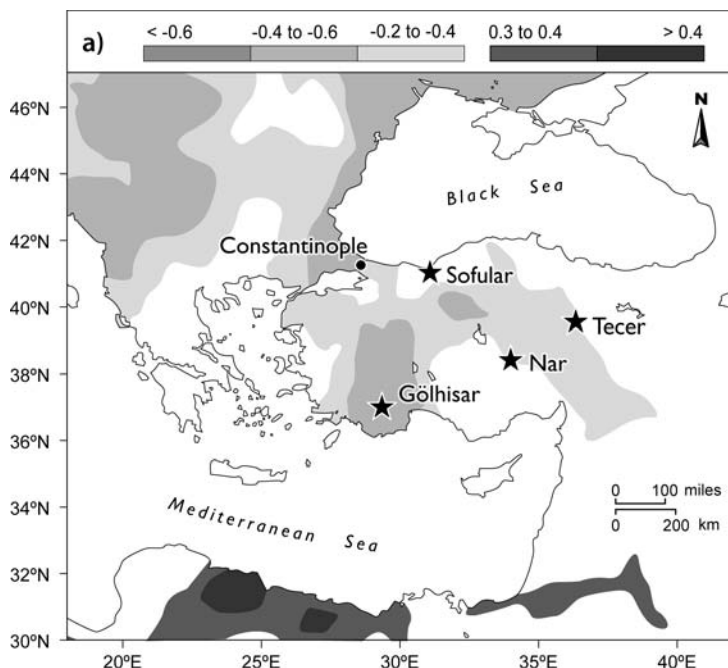 a)
< -0.6
-0.4 to -0.6
-0.2 to -0.4
0.3 to 0.4
> 0.4
N
46ºN
44ºN
42ºN
40ºN
38ºN
36ºN
34ºN
32ºN
30ºN
Black Sea
Constantinople
Sofular
Tecer
Nar
Gölhisar
Mediterranean Sea
0 100 miles
0 200 km
20ºE
25ºE
30ºE
35ºE
40ºE